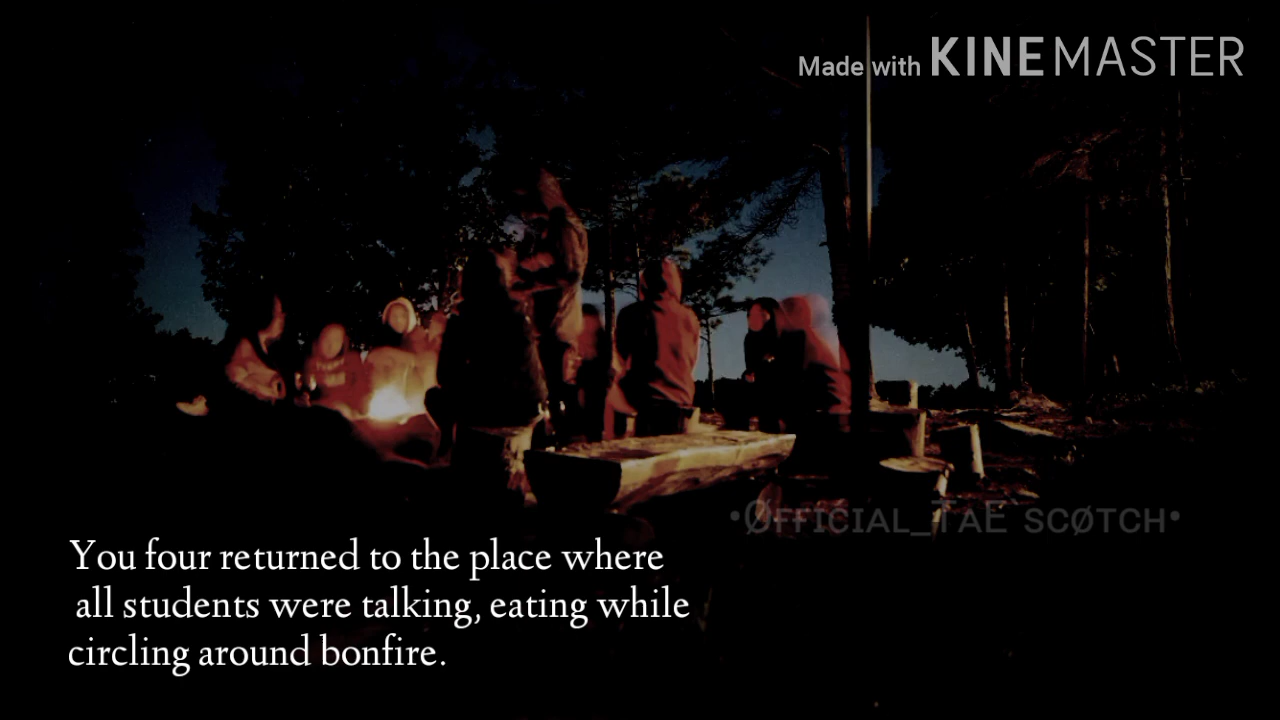 Made with KINEMASTER
•Øfficial_Tae scøtch•
You four returned to the place where
all students were talking, eating while
circling around bonfire.